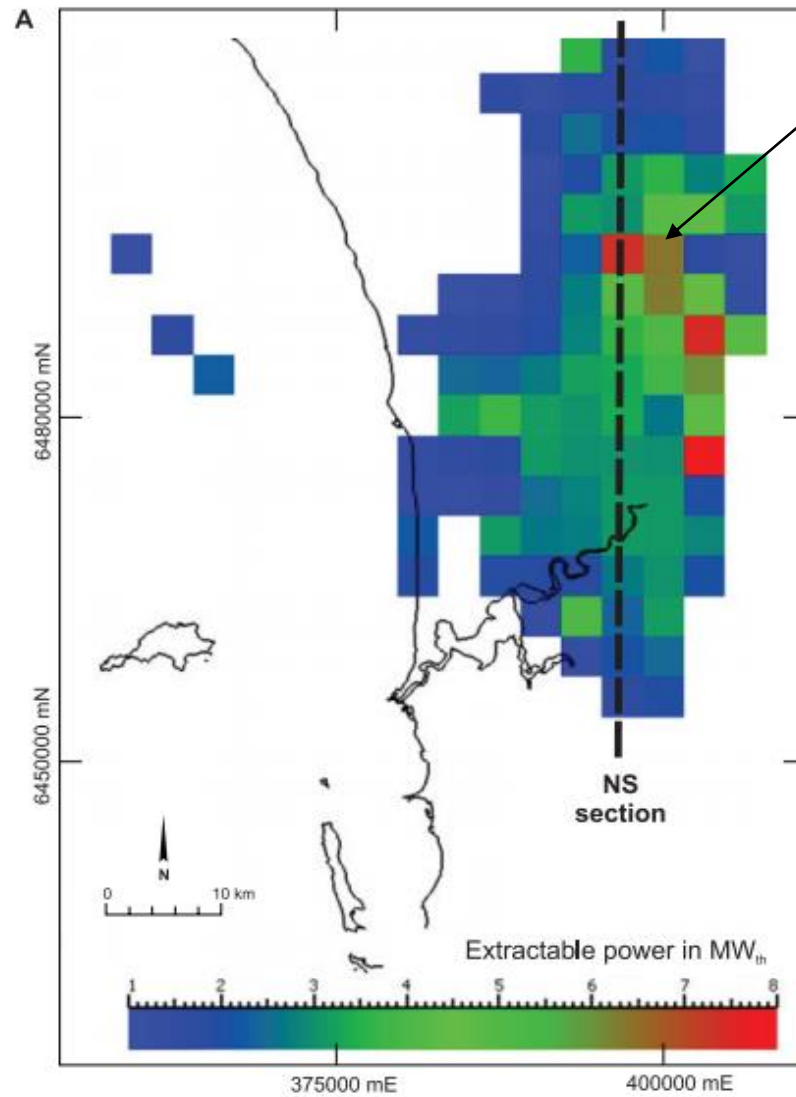 A
6480000 mN
6450000 mN
NS
section
N
0 10 km
Extractable power in MWth
1 2 3 4 5 6 7 8
375000 mE 400000 mE